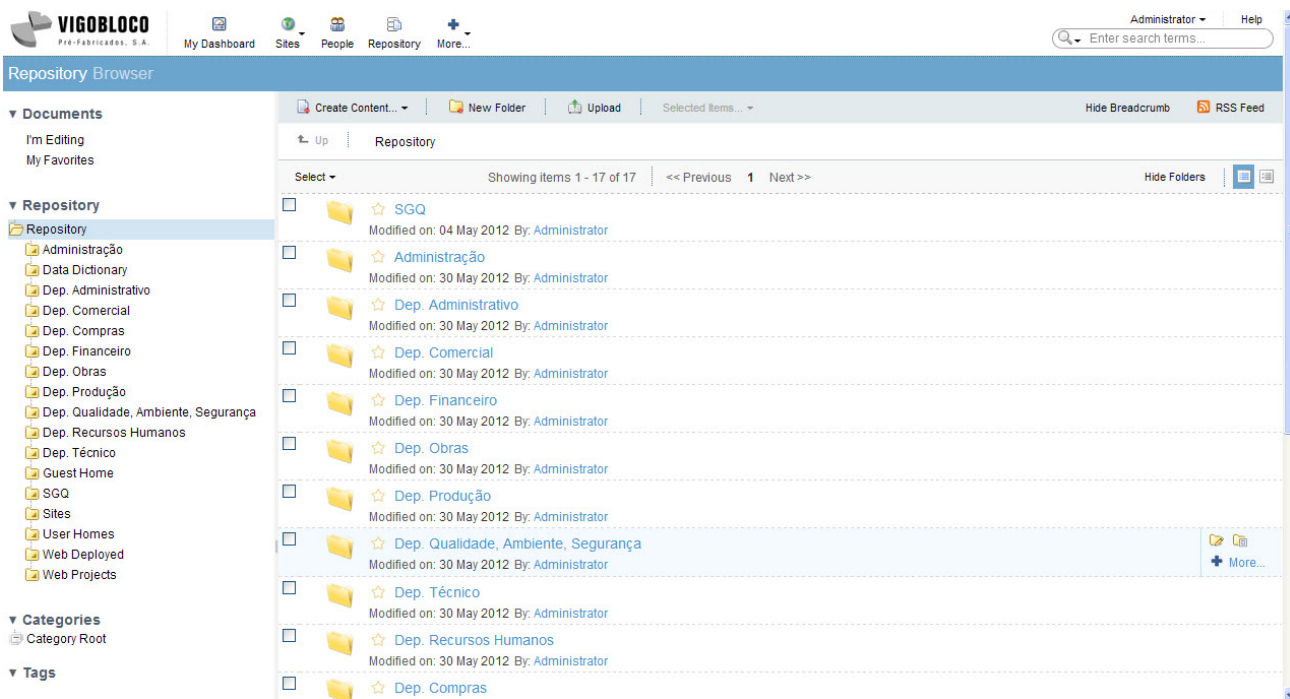 VIGOBLOCO
Pré-Fabricados, S.A.
My Dashboard
Sites
People
Repository
More...
Administrator
Help
Enter search terms...
Repository Browser
Documents
I'm Editing
My Favorites
Repository
Repository
Administração
Data Dictionary
Dep. Administrativo
Dep. Comercial
Dep. Compras
Dep. Financeiro
Dep. Obras
Dep. Produção
Dep. Qualidade, Ambiente, Segurança
Dep. Recursos Humanos
Dep. Técnico
Guest Home
SGQ
Sites
User Homes
Web Deployed
Web Projects
Categories
Category Root
Tags
Create Content...
New Folder
Upload
Selected Items...
Hide Breadcrumb
RSS Feed
Up
Repository
Select
Showing items 1 - 17 of 17
<< Previous 1 Next >>
Hide Folders
SGQ
Modified on: 04 May 2012 By: Administrator
Administração
Modified on: 30 May 2012 By: Administrator
Dep. Administrativo
Modified on: 30 May 2012 By: Administrator
Dep. Comercial
Modified on: 30 May 2012 By: Administrator
Dep. Financeiro
Modified on: 30 May 2012 By: Administrator
Dep. Obras
Modified on: 30 May 2012 By: Administrator
Dep. Produção
Modified on: 30 May 2012 By: Administrator
Dep. Qualidade, Ambiente, Segurança
Modified on: 30 May 2012 By: Administrator
More...
Dep. Técnico
Modified on: 30 May 2012 By: Administrator
Dep. Recursos Humanos
Modified on: 30 May 2012 By: Administrator
Dep. Compras